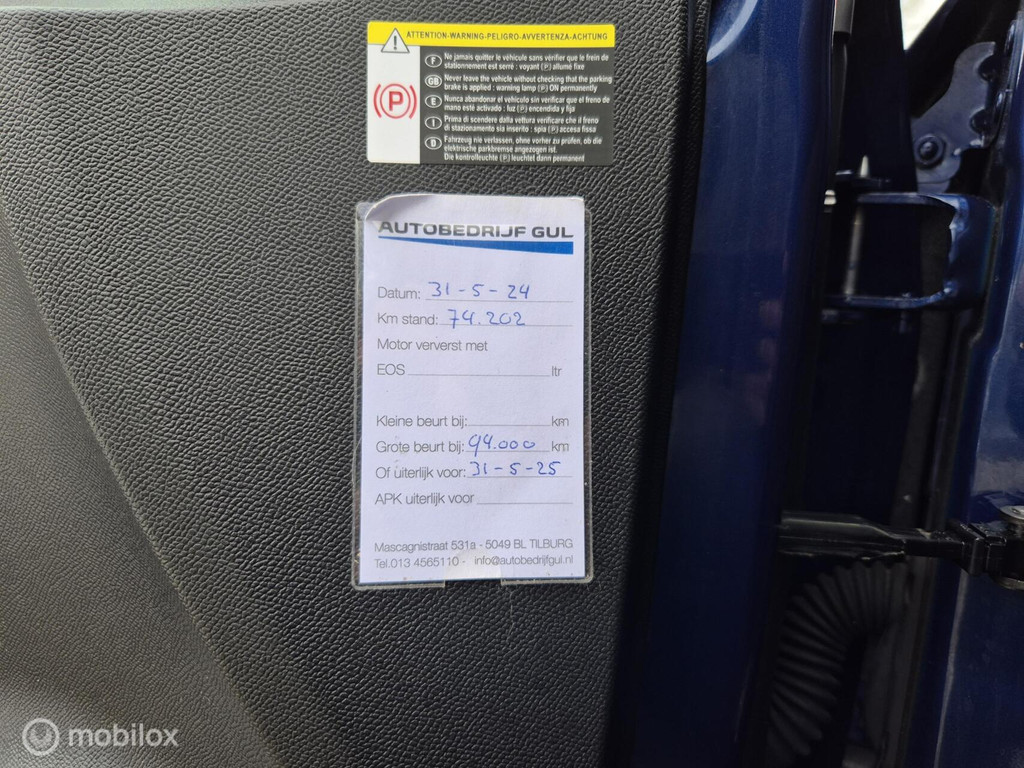 ATTENTION-WARNING-PELIGRO-AVVERTENZA-ACHTUNG
F Ne jamais quitter le véhicule sans vérifier que le frein de
stationnement est serré : voyant (P) allumé fixe
GB Never leave the vehicle without checking that the parking
brake is applied : warning lamp (P) ON permanently
E Nunca abandonar el vehículo sin verificar que el freno de
mano esté activado : luz (P) encendida y fija
I Prima di scendere dalla vettura verificare che il freno
di stazionamento sia inserito : spia (P) accesa fissa
D Fahrzeug nie verlassen, ohne vorher zu prüfen, ob die
elektrische parkbremse angezogen ist.
Die kontrolleuchte (P) leuchtet dann permanent
(P)
AUTOBEDRIJF GUL
Datum: 31-5-24
Km stand: 74.202
Motor ververst met
EOS ltr
Kleine beurt bij: km
Grote beurt bij: 94.000 km
Of uiterlijk voor: 31-5-25
APK uiterlijk voor
Mascagnistraat 531a - 5049 BL TILBURG
Tel.013 4565110 - info@autobedrijfgul.nl
mobilox